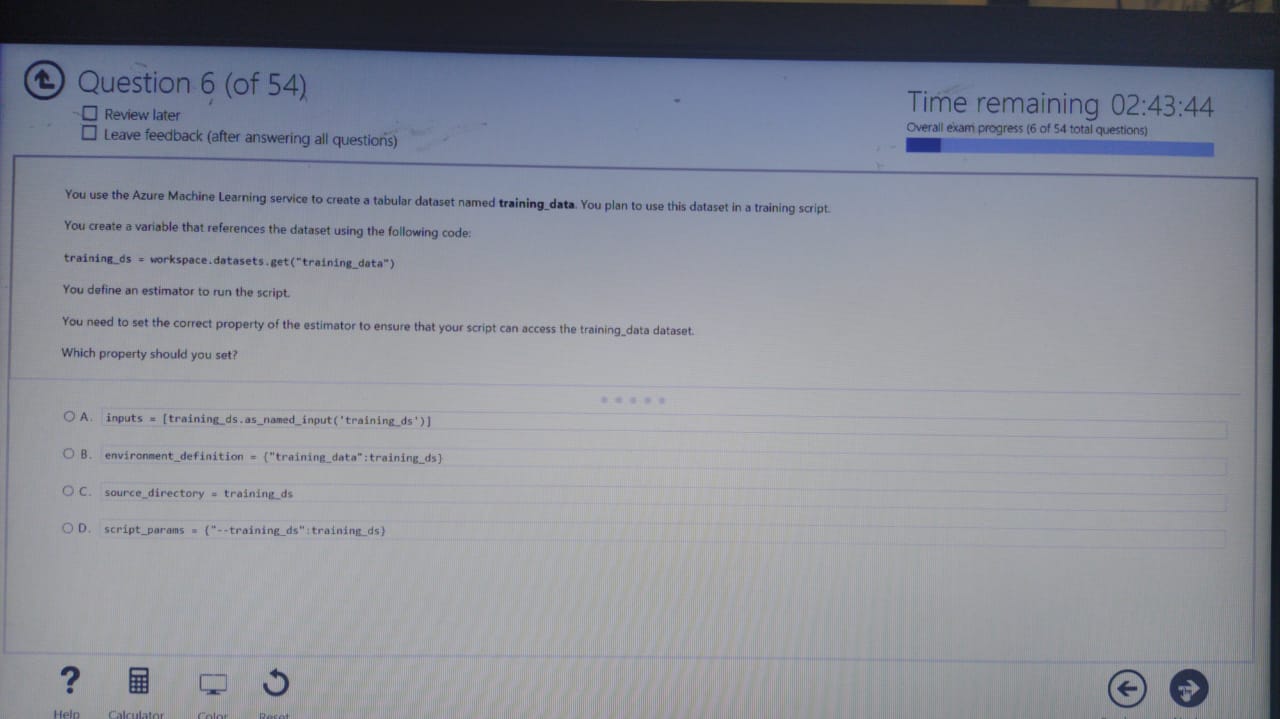 Question 6 (of 54)
Review later
Leave feedback (after answering all questions)
Time remaining 02:43:44
Overall exam progress (6 of 54 total questions)
You use the Azure Machine Learning service to create a tabular dataset named training_data. You plan to use this dataset in a training script.
You create a variable that references the dataset using the following code:
training_ds = workspace.datasets.get("training_data")
You define an estimator to run the script.
You need to set the correct property of the estimator to ensure that your script can access the training_data dataset.
Which property should you set?
A. inputs = [training_ds.as_named_input('training_ds')]
B. environment_definition = {"training_data":training_ds}
C. source_directory = training_ds
D. script_params = {"--training_ds":training_ds}
Help Calculator Color Reset